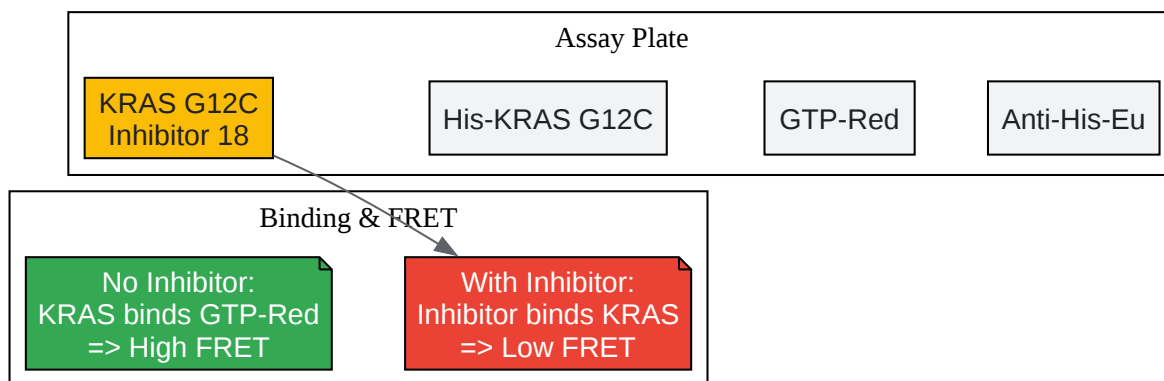 Assay Plate
KRAS G12C
Inhibitor 18
His-KRAS G12C
GTP-Red
Anti-His-Eu
Binding & FRET
No Inhibitor:
KRAS binds GTP-Red
=> High FRET
With Inhibitor:
Inhibitor binds KRAS
=> Low FRET